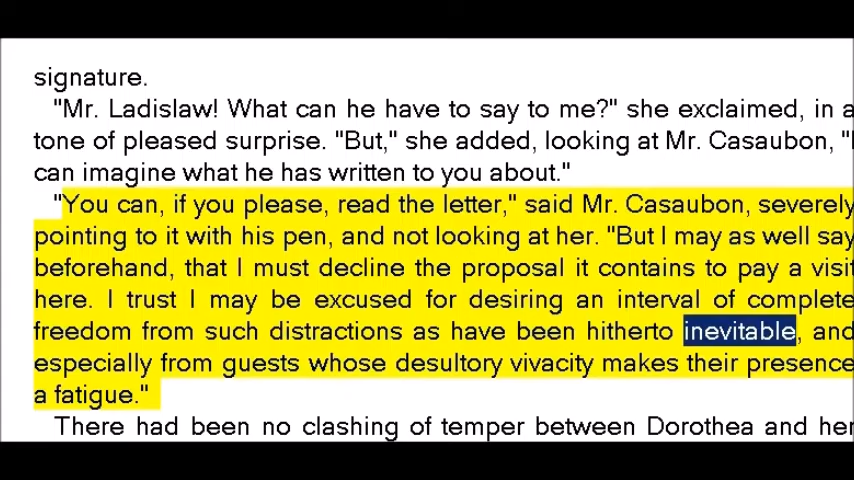 signature.
"Mr. Ladislaw! What can he have to say to me?" she exclaimed, in a
tone of pleased surprise. "But," she added, looking at Mr. Casaubon, "I
can imagine what he has written to you about."
"You can, if you please, read the letter," said Mr. Casaubon, severely
pointing to it with his pen, and not looking at her. "But I may as well say
beforehand, that I must decline the proposal it contains to pay a visit
here. I trust I may be excused for desiring an interval of complete
freedom from such distractions as have been hitherto inevitable, and
especially from guests whose desultory vivacity makes their presence
a fatigue."
There had been no clashing of temper between Dorothea and her